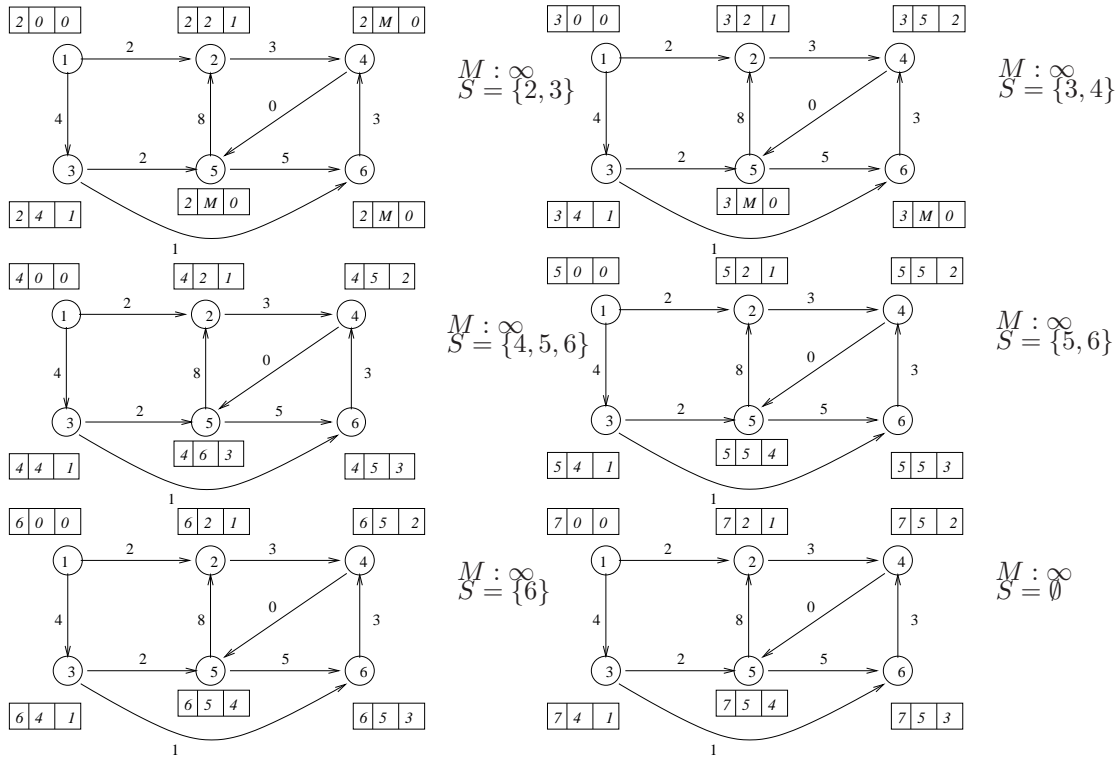 2 0 0 2 2 1 2 M 0
1 2 2 3 4
4 8 0 3
3 2 5 5 6
2 4 1 2 M 0 2 M 0
1
M : ∞
S = {2, 3}
3 0 0 3 2 1 3 5 2
1 2 2 3 4
4 8 0 3
3 2 5 5 6
3 4 1 3 M 0 3 M 0
1
M : ∞
S = {3, 4}
4 0 0 4 2 1 4 5 2
1 2 2 3 4
4 8 0 3
3 2 5 5 6
4 4 1 4 6 3 4 5 3
1
M : ∞
S = {4, 5, 6}
5 0 0 5 2 1 5 5 2
1 2 2 3 4
4 8 0 3
3 2 5 5 6
5 4 1 5 5 4 5 5 3
1
M : ∞
S = {5, 6}
6 0 0 6 2 1 6 5 2
1 2 2 3 4
4 8 0 3
3 2 5 5 6
6 4 1 6 5 4 6 5 3
1
M : ∞
S = {6}
7 0 0 7 2 1 7 5 2
1 2 2 3 4
4 8 0 3
3 2 5 5 6
7 4 1 7 5 4 7 5 3
1
M : ∞
S = ∅